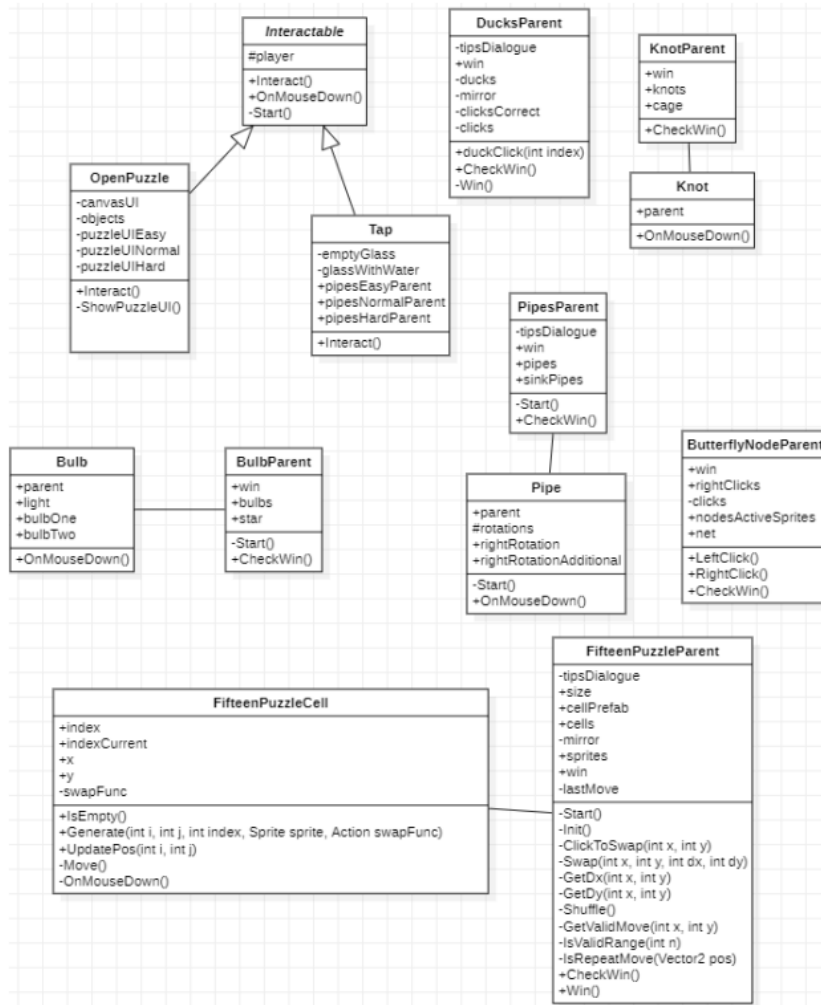 Interactable
#player
+Interact()
+OnMouseDown()
-Start()
DucksParent
-tipsDialogue
+win
-ducks
-mirror
-clicksCorrect
-clicks
+duckClick(int index)
+CheckWin()
-Win()
KnotParent
+win
+knots
+cage
+CheckWin()
Knot
+parent
+OnMouseDown()
OpenPuzzle
-canvasUI
-objects
-puzzleUIEasy
-puzzleUINormal
-puzzleUIHard
+Interact()
-ShowPuzzleUI()
Tap
-emptyGlass
-glassWithWater
+pipesEasyParent
+pipesNormalParent
+pipesHardParent
+Interact()
PipesParent
-tipsDialogue
+win
+pipes
+sinkPipes
-Start()
+CheckWin()
Bulb
+parent
+light
+bulbOne
+bulbTwo
+OnMouseDown()
BulbParent
+win
+bulbs
+star
-Start()
+CheckWin()
Pipe
+parent
#rotations
+rightRotation
+rightRotationAdditional
-Start()
+OnMouseDown()
ButterflyNodeParent
+win
+rightClicks
-clicks
+nodesActiveSprites
+net
+LeftClick()
+RightClick()
+CheckWin()
FifteenPuzzleCell
+index
+indexCurrent
+x
+y
-swapFunc
+IsEmpty()
+Generate(int i, int j, int index, Sprite sprite, Action swapFunc)
+UpdatePos(int i, int j)
-Move()
-OnMouseDown()
FifteenPuzzleParent
-tipsDialogue
+size
+cellPrefab
+cells
-mirror
+sprites
+win
-lastMove
-Start()
-Init()
-ClickToSwap(int x, int y)
-Swap(int x, int y, int dx, int dy)
-GetDx(int x, int y)
-GetDy(int x, int y)
-Shuffle()
-GetValidMove(int x, int y)
-IsValidRange(int n)
-IsRepeatMove(Vector2 pos)
+CheckWin()
+Win()